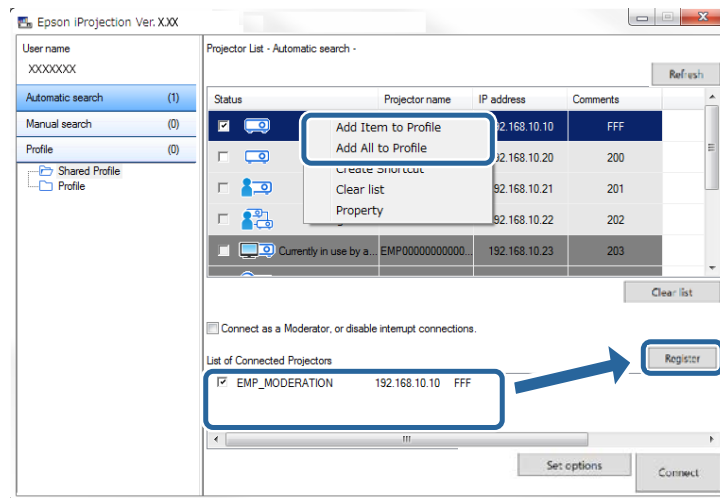 Epson iProjection Ver. X.XX
User name
XXXXXXX
Automatic search (1)
Manual search (0)
Profile (0)
Shared Profile
Profile
Projector List - Automatic search -
Refresh
Status Projector name IP address Comments
92.168.10.10 FFF
Add Item to Profile
Add All to Profile
192.168.10.20 200
Create Shortcut
Clear list
92.168.10.21 201
Property
92.168.10.22 202
Currently in use by a... EMP00000000000... 192.168.10.23 203
Clear list
Connect as a Moderator, or disable interrupt connections.
List of Connected Projectors
Register
EMP_MODERATION 192.168.10.10 FFF
Set options
Connect